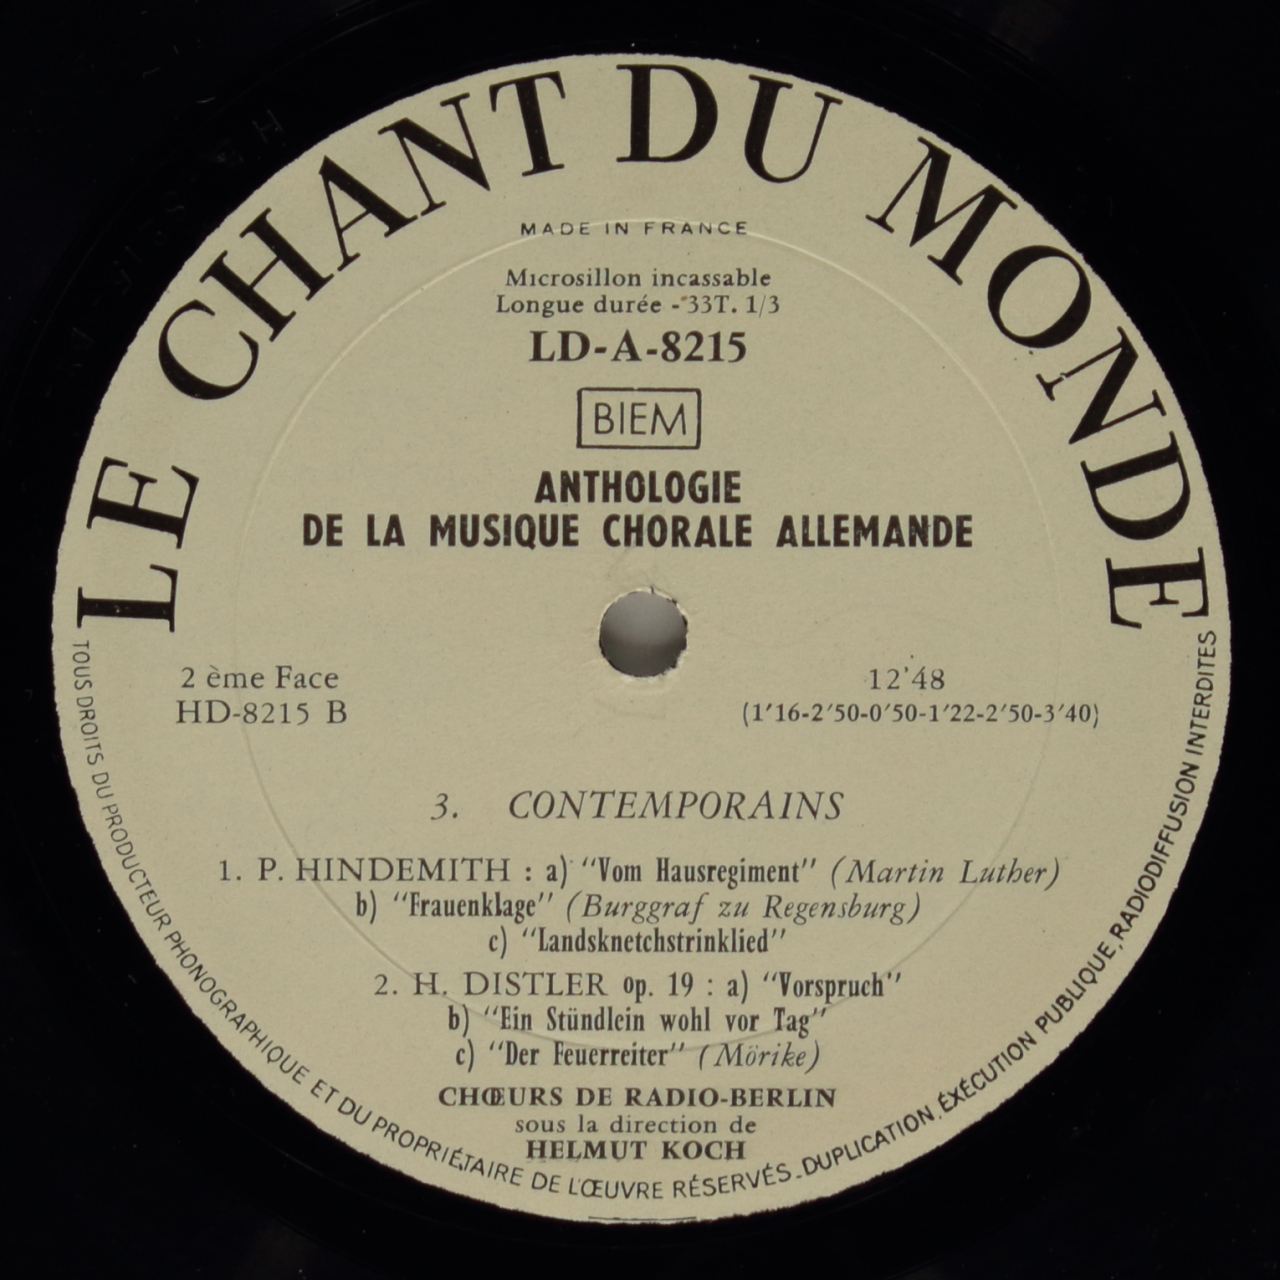 LE CHANT DU MONDE
MADE IN FRANCE
Microsillon incassable
Longue durée - 33T. 1/3
LD-A-8215
BIEM
ANTHOLOGIE
DE LA MUSIQUE CHORALE ALLEMANDE
2 ème Face
HD-8215 B
12'48
(1'16-2'50-0'50-1'22-2'50-3'40)
3. CONTEMPORAINS
1. P. HINDEMITH : a) "Vom Hausregiment" (Martin Luther)
b) "Frauenklage" (Burggraf zu Regensburg)
c) "Landsknetchstrinklied"
2. H. DISTLER op. 19 : a) "Vorspruch"
b) "Ein Stündlein wohl vor Tag"
c) "Der Feuerreiter" (Mörike)
CHŒURS DE RADIO-BERLIN
sous la direction de
HELMUT KOCH
TOUS DROITS DU PRODUCTEUR PHONOGRAPHIQUE ET DU PROPRIÉTAIRE DE L'ŒUVRE RÉSERVÉS. DUPLICATION, ÉXÉCUTION PUBLIQUE, RADIODIFFUSION INTERDITES